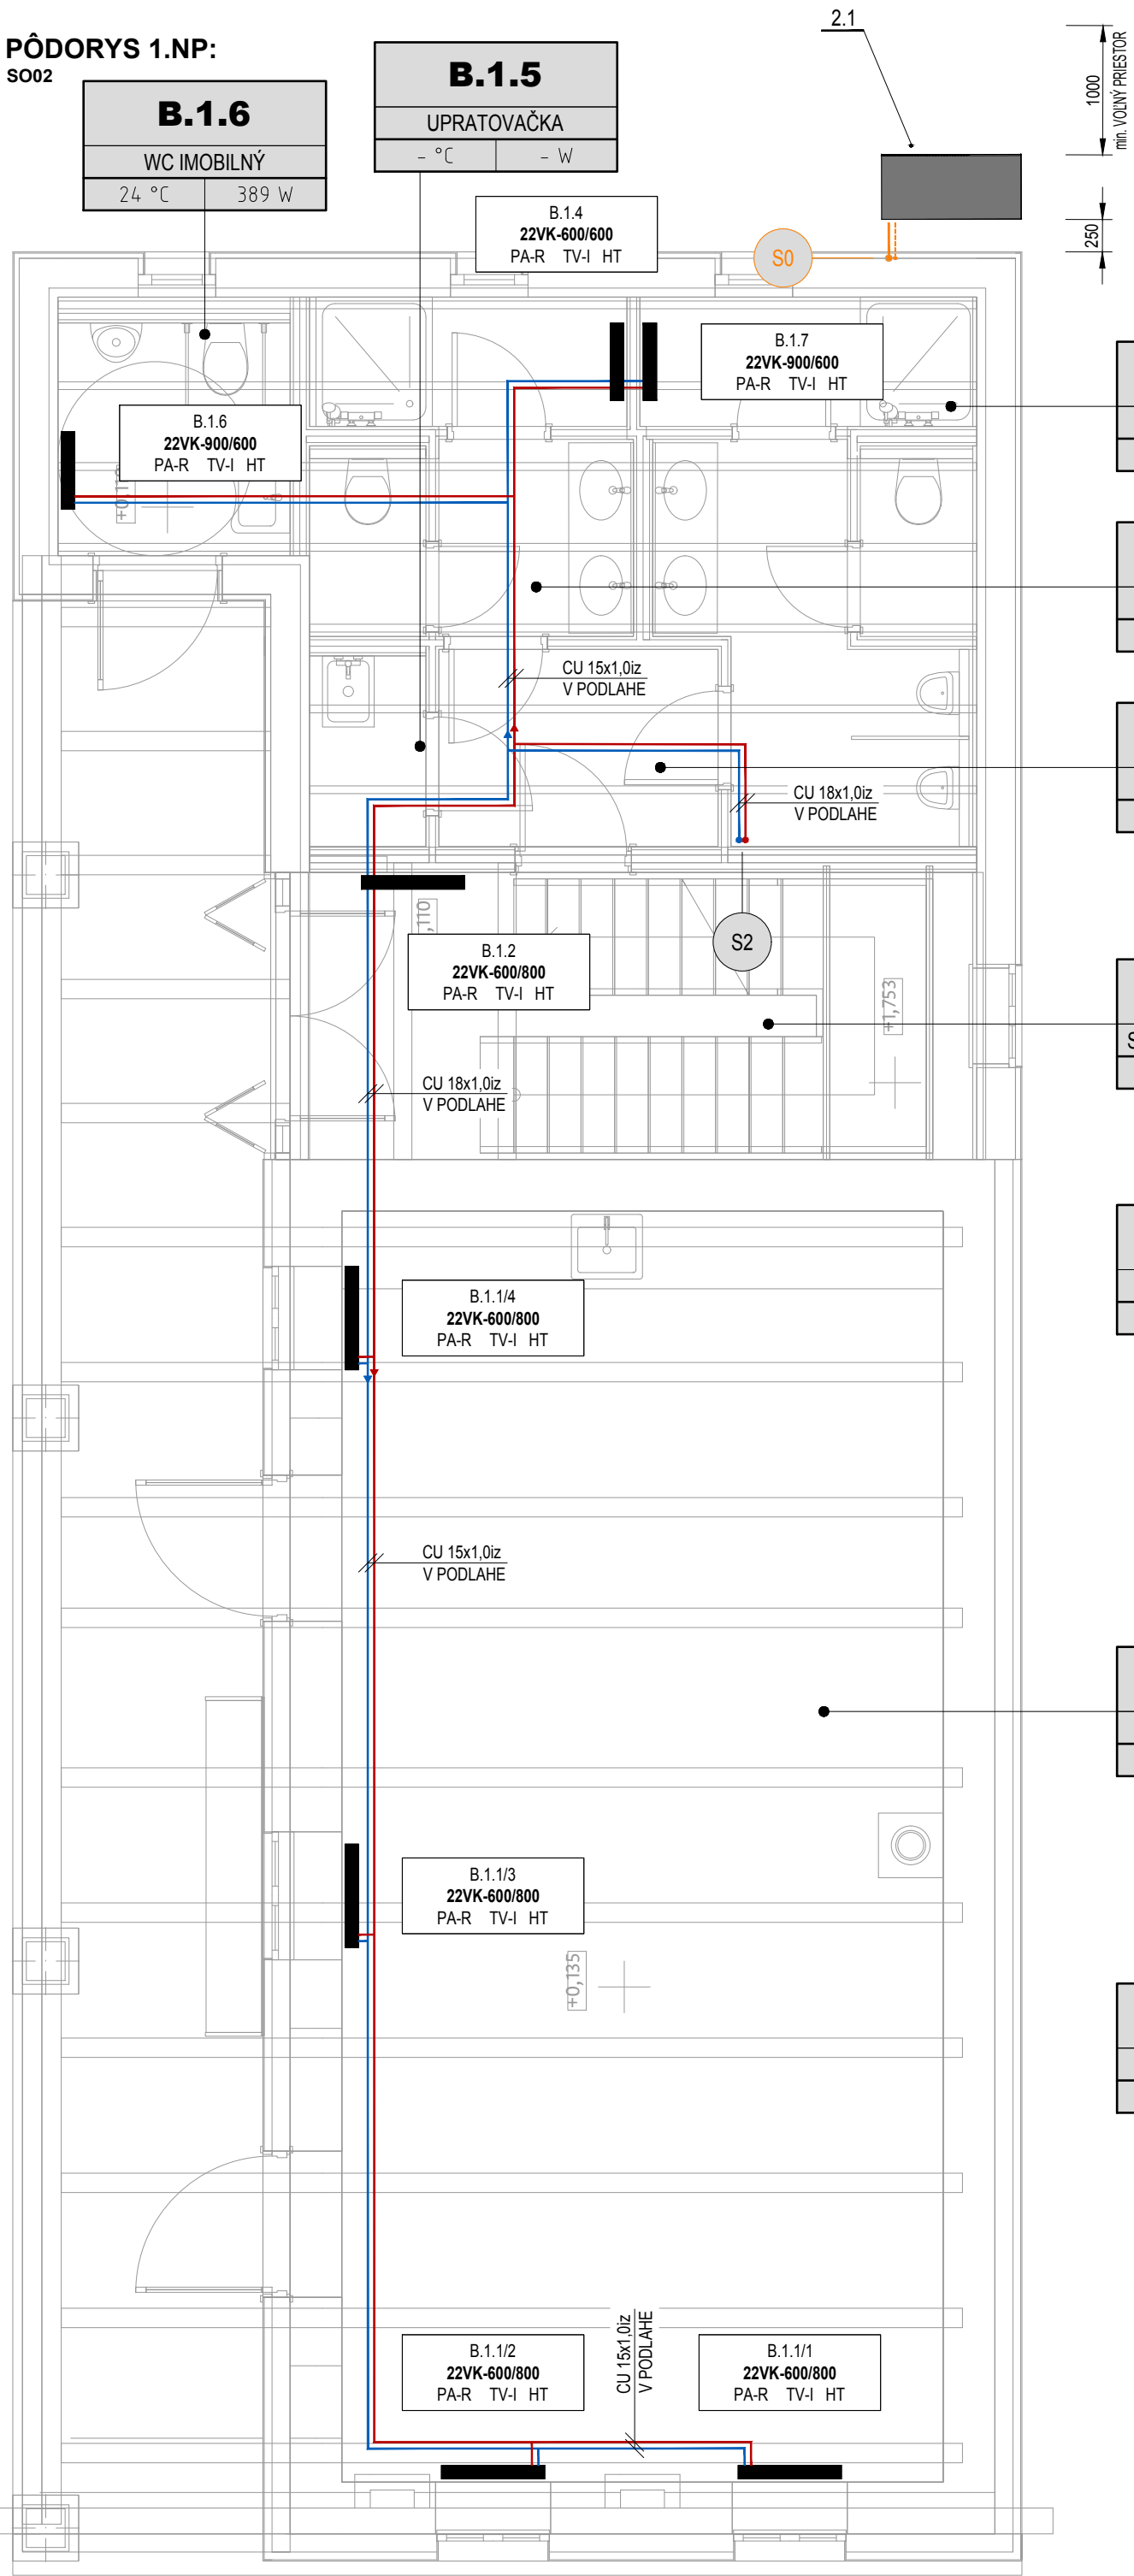 PÔDORYS 1.NP:
SO02
B.1.6
WC IMOBILNÝ
24 °C 389 W
B.1.5
UPRATOVAČKA
- °C - W
2.1
1000
min. VOĽNÝ PRIESTOR
250
S0
B.1.4
22VK-600/600
PA-R TV-I HT
B.1.7
22VK-900/600
PA-R TV-I HT
B.1.6
22VK-900/600
PA-R TV-I HT
CU 15x1,0iz
V PODLAHE
CU 18x1,0iz
V PODLAHE
S2
,110
B.1.2
22VK-600/800
PA-R TV-I HT
+1,753
S
CU 18x1,0iz
V PODLAHE
B.1.1/4
22VK-600/800
PA-R TV-I HT
CU 15x1,0iz
V PODLAHE
B.1.1/3
22VK-600/800
PA-R TV-I HT
+0,135
CU 15x1,0iz
V PODLAHE
B.1.1/2
22VK-600/800
PA-R TV-I HT
B.1.1/1
22VK-600/800
PA-R TV-I HT